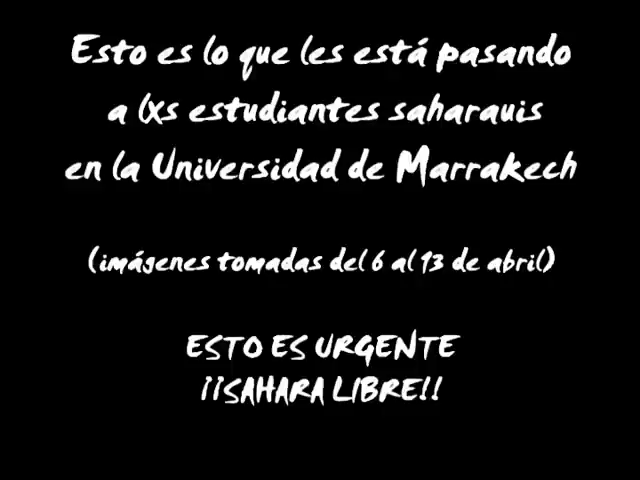 Esto es lo que les está pasando
a lxs estudiantes saharauis
en la Universidad de Marrakech
(imágenes tomadas del 6 al 13 de abril)
ESTO ES URGENTE
¡¡SAHARA LIBRE!!